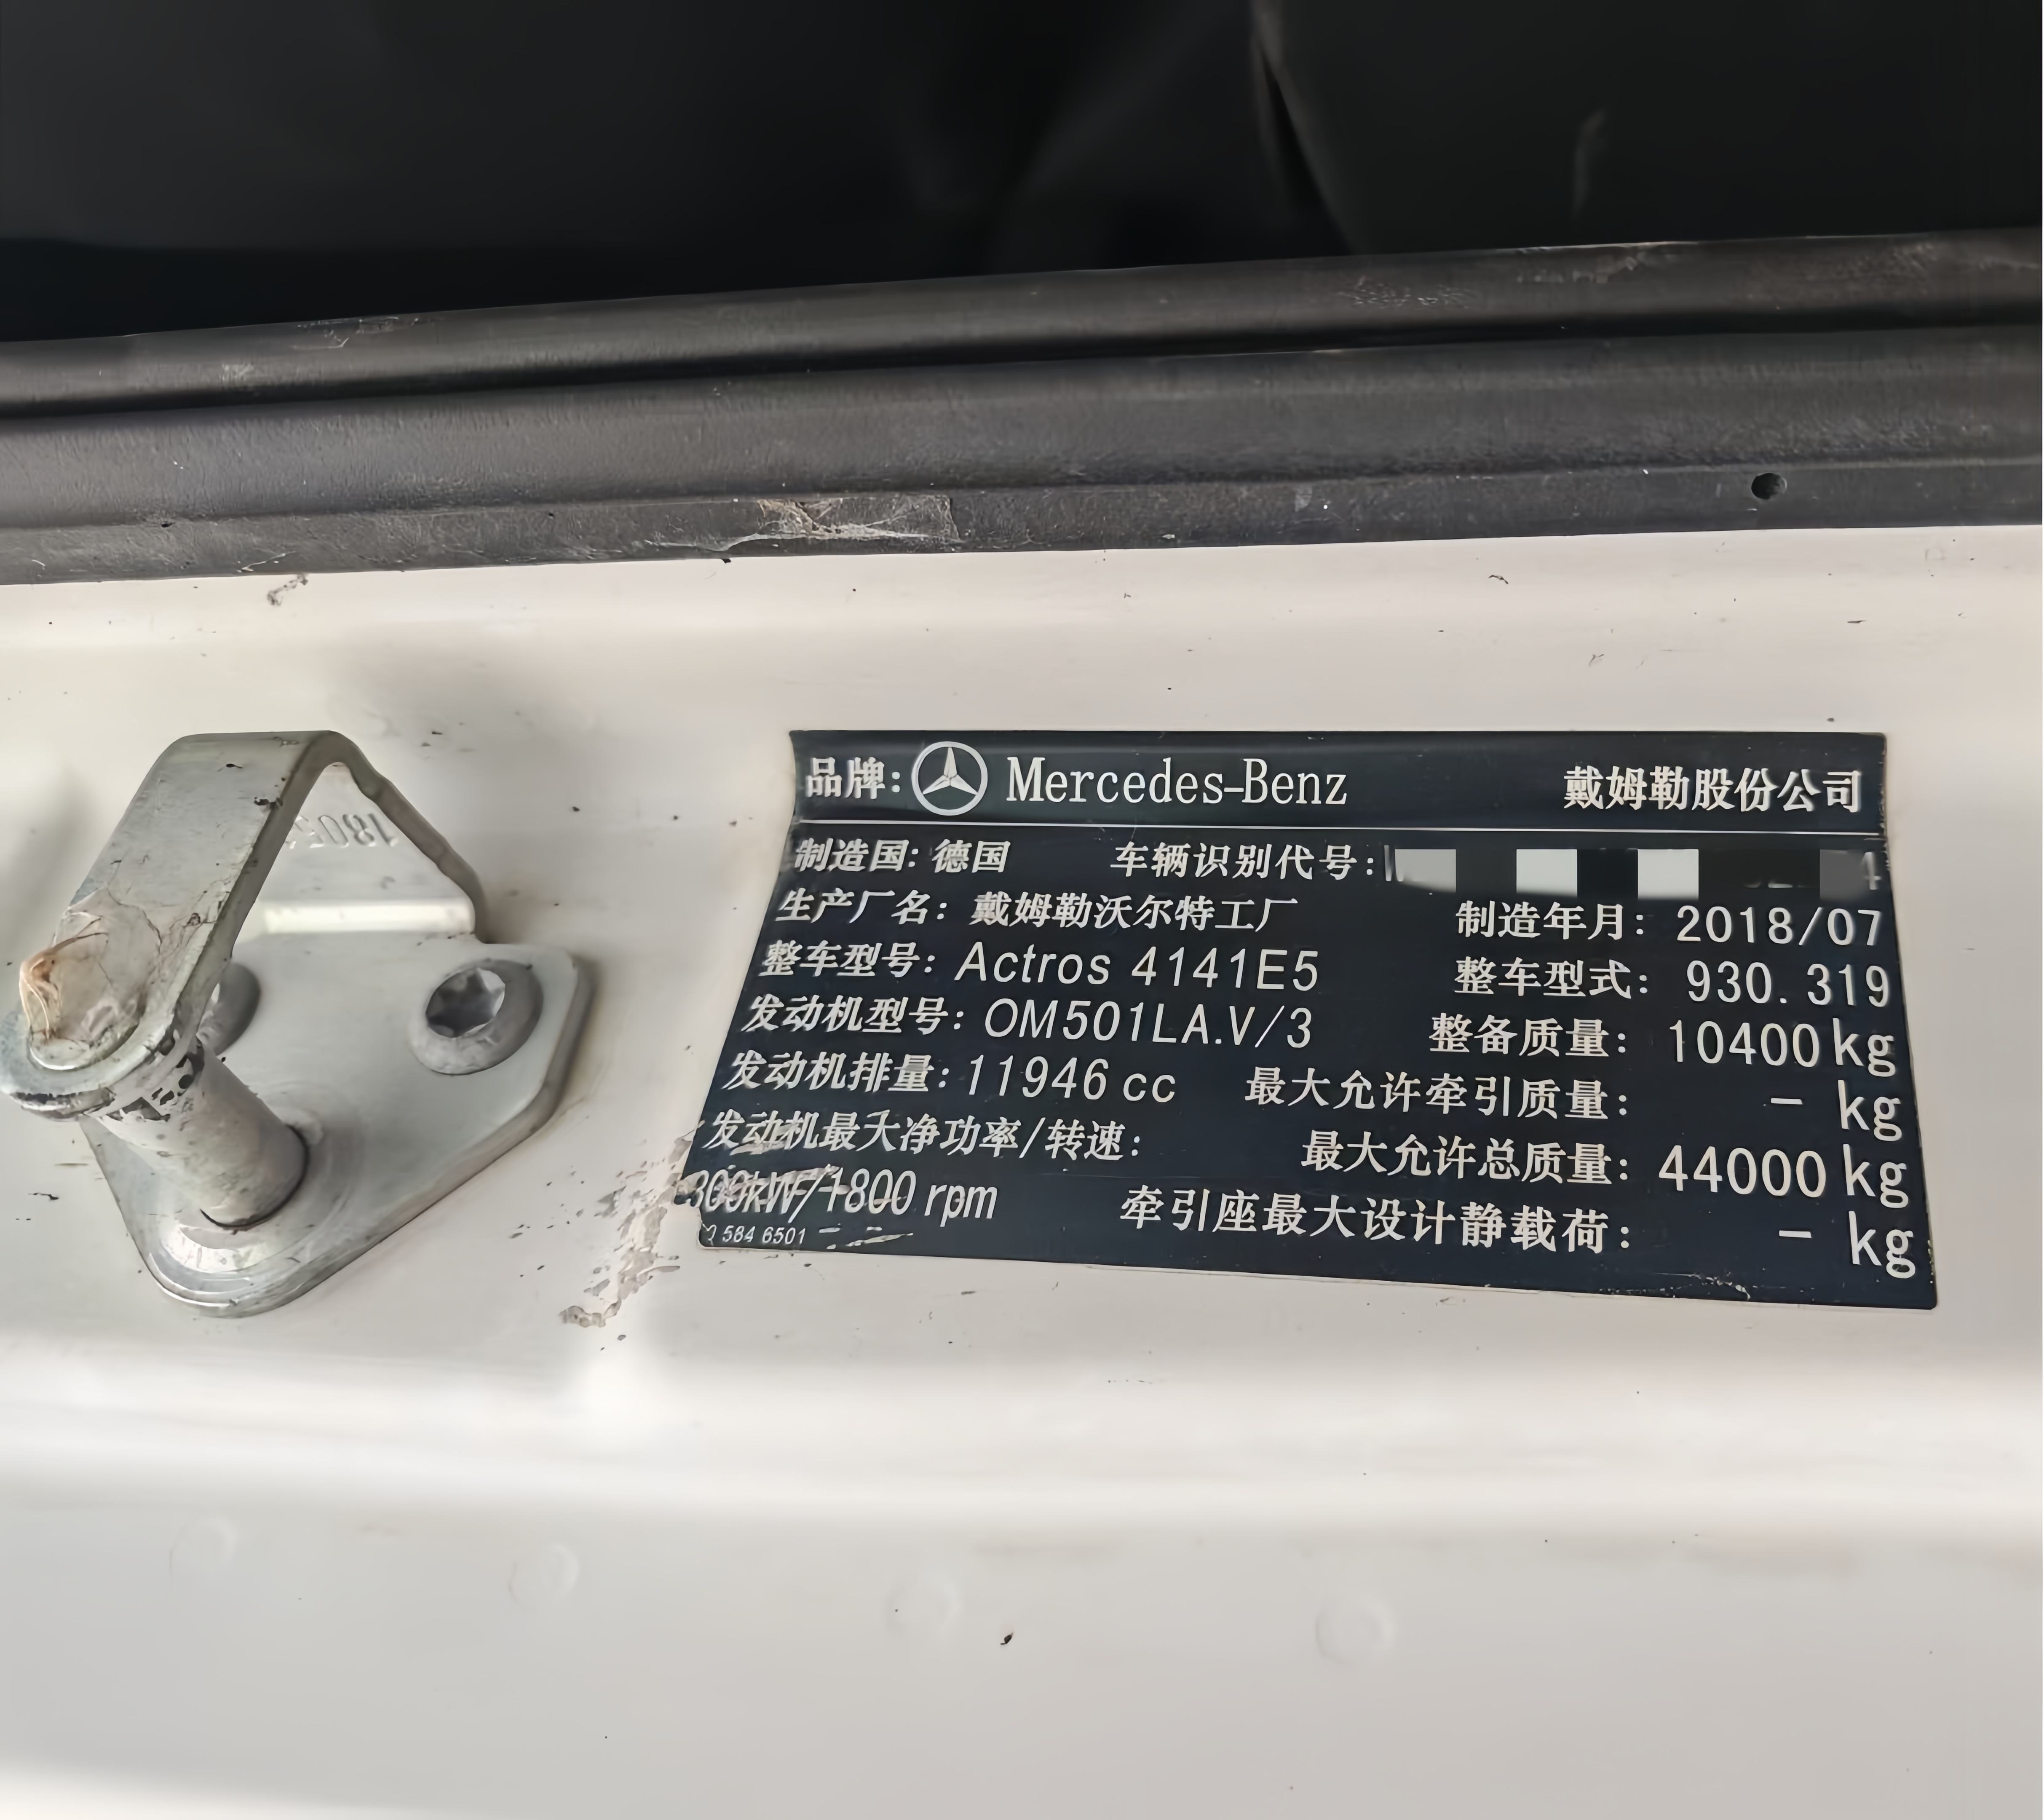 品牌: Mercedes-Benz 戴姆勒股份公司
制造国: 德国 车辆识别代号:
生产厂名: 戴姆勒沃尔特工厂 制造年月: 2018/07
整车型号: Actros 4141E5 整车型式: 930.319
发动机型号: OM501LA.V/3 整备质量: 10400 kg
发动机排量: 11946 cc 最大允许牵引质量: - kg
发动机最大净功率/转速: 最大允许总质量: 44000 kg
300kW/1800 rpm 牵引座最大设计静载荷: - kg
584 6501